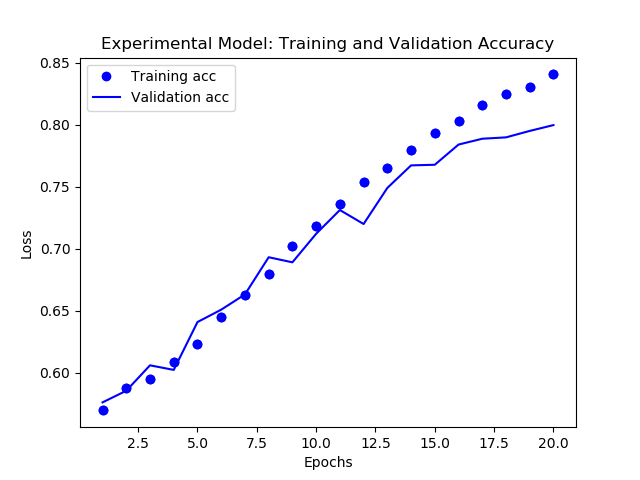 Experimental Model: Training and Validation Accuracy
Training acc
Validation acc
0.85
0.80
0.75
0.70
0.65
0.60
Loss
2.5 5.0 7.5 10.0 12.5 15.0 17.5 20.0
Epochs